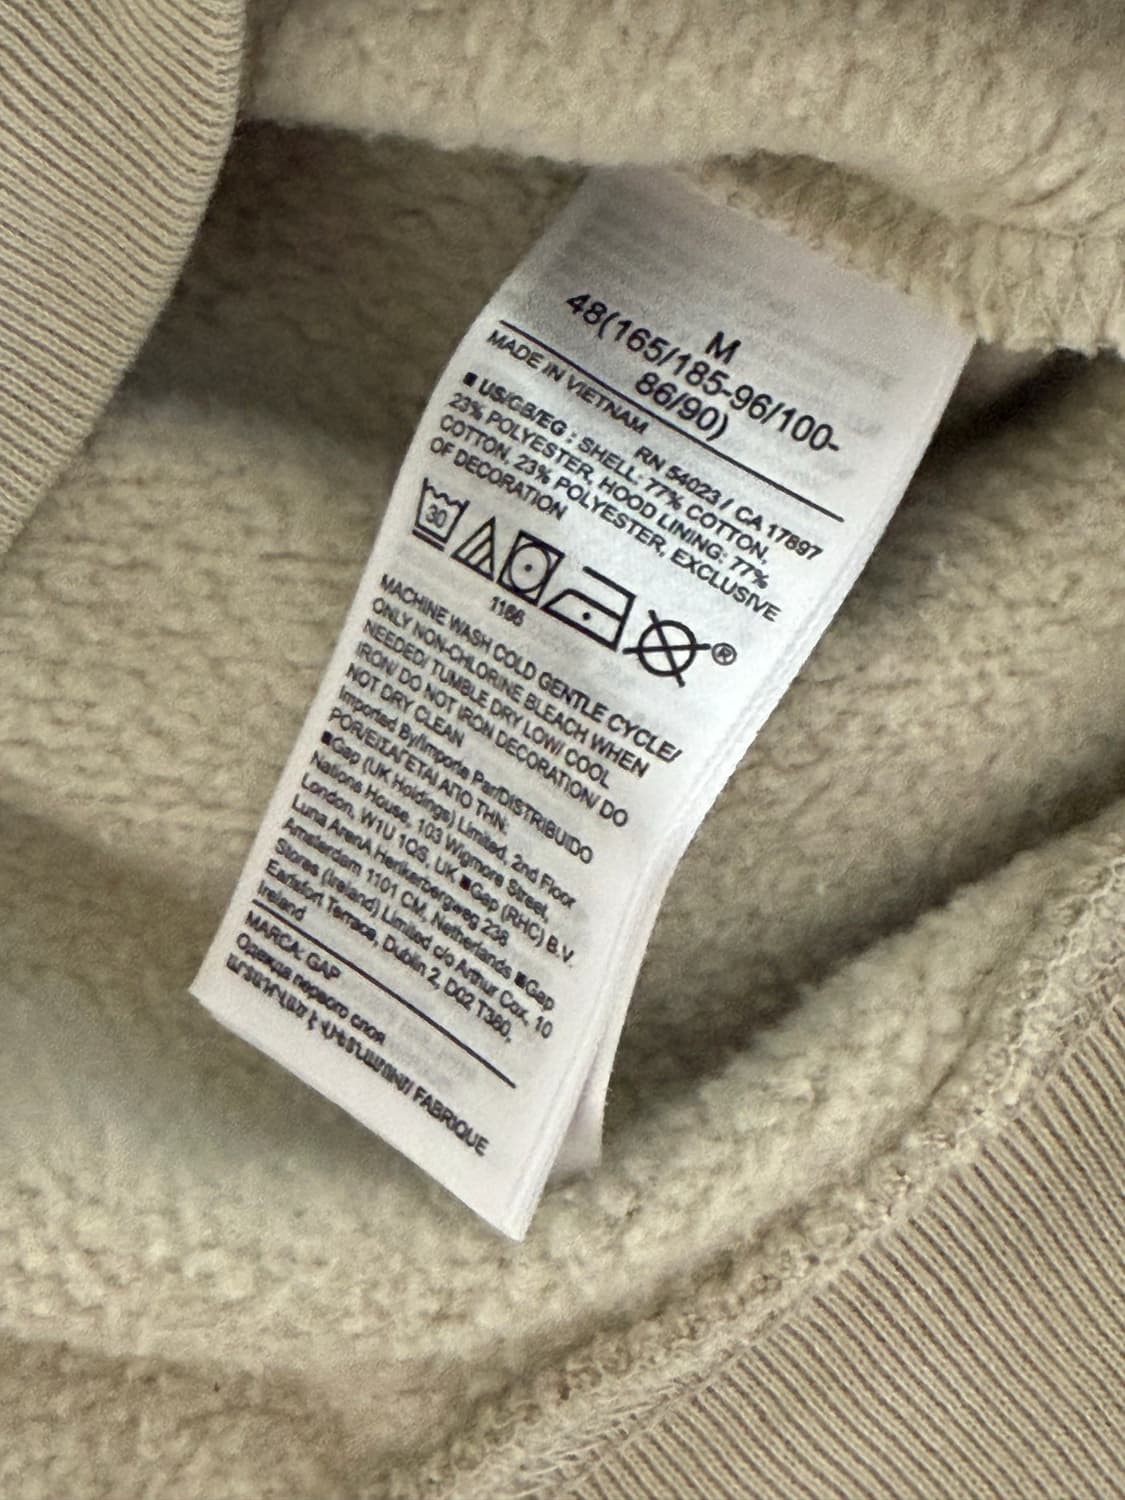 M
48(165/185-96/100-
86/90)
MADE IN VIETNAM RN 54023 / CA 17897
■ US/GB/EG : SHELL: 77% COTTON,
23% POLYESTER, HOOD LINING: 77%
COTTON, 23% POLYESTER, EXCLUSIVE
OF DECORATION
30
®
1166
MACHINE WASH COLD GENTLE CYCLE/
ONLY NON-CHLORINE BLEACH WHEN
NEEDED/ TUMBLE DRY LOW/ COOL
IRON/ DO NOT IRON DECORATION/ DO
NOT DRY CLEAN
Imported By/Importe Par/DISTRIBUIDO
POR/ΕΙΣΑΓΕΤΑΙ ΑΠΟ ΤΗΝ:
■Gap (UK Holdings) Limited, 2nd Floor
Nations House, 103 Wigmore Street,
London, W1U 1QS, UK ■Gap (RHC) B.V.
Luna ArenA Herikerbergweg 238
Amsterdam 1101 CM, Netherlands ■Gap
Stores (Ireland) Limited c/o Arthur Cox, 10
Earlsfort Terrace, Dublin 2, D02 T380,
Ireland
MARCA: GAP
Одежда первого слоя
FABRIQUE